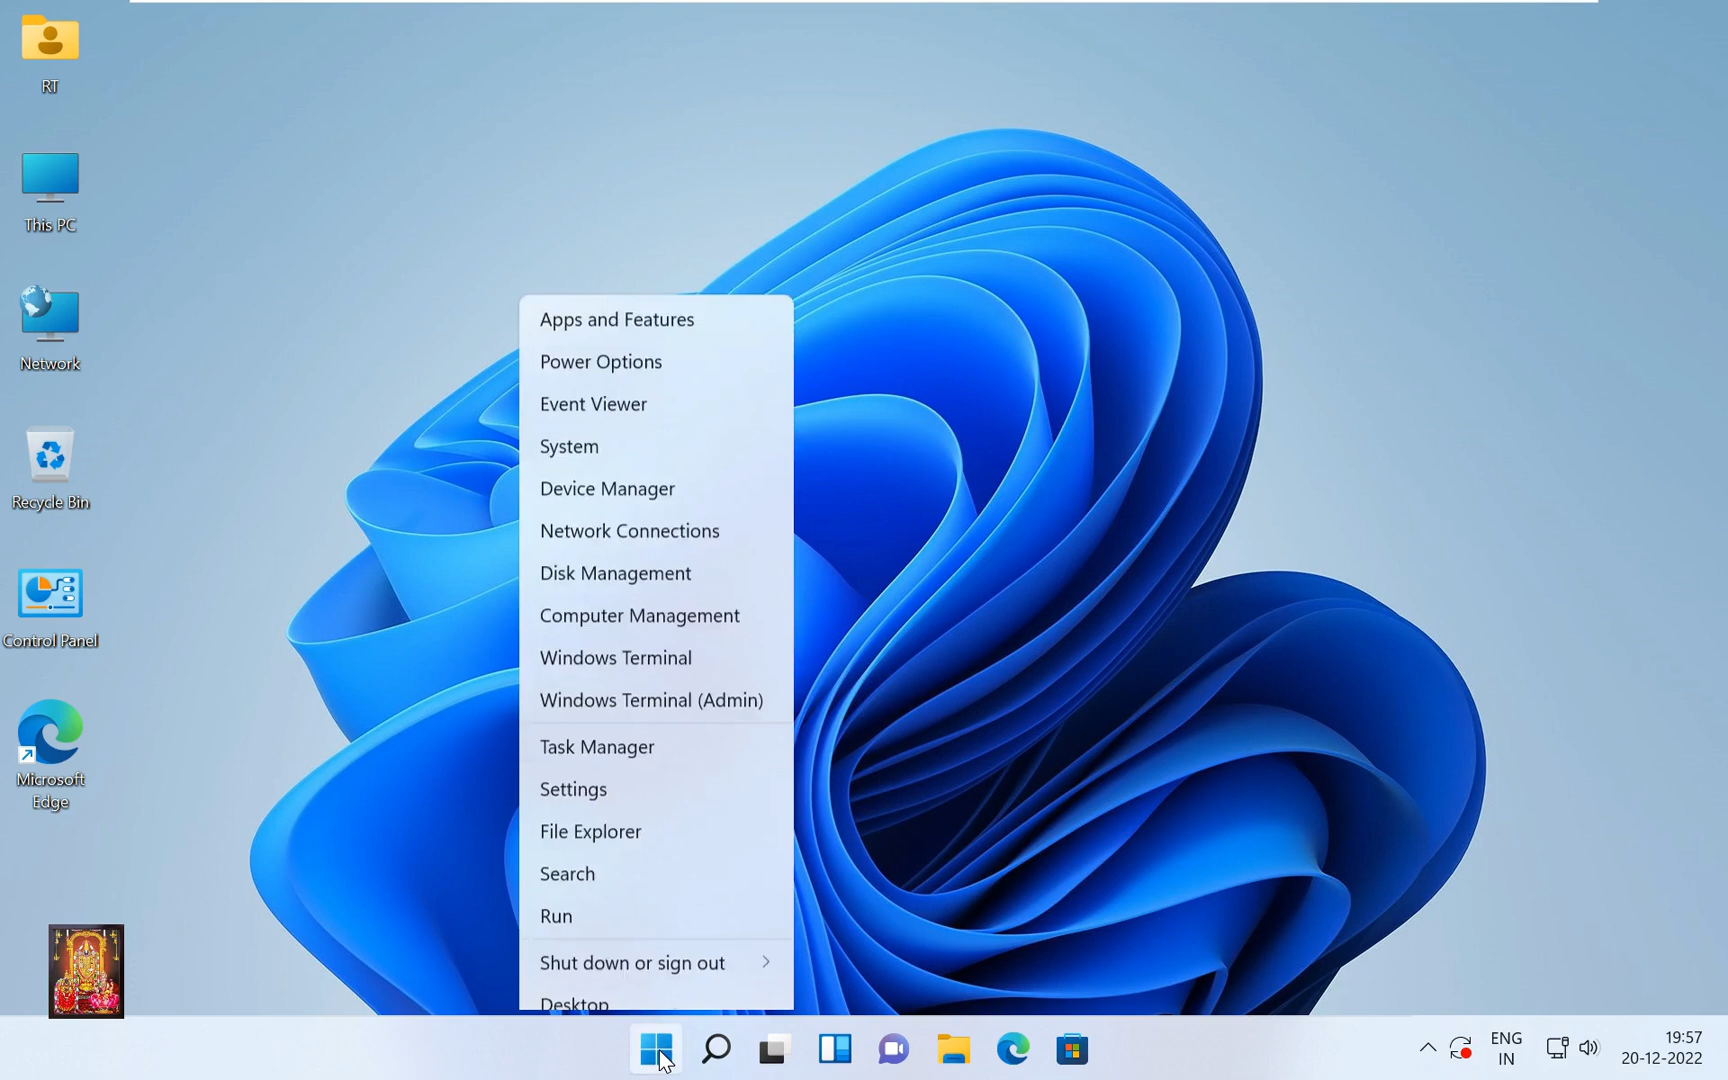 RT
This PC
Network
Recycle Bin
Control Panel
Microsoft
Edge
Apps and Features
Power Options
Event Viewer
System
Device Manager
Network Connections
Disk Management
Computer Management
Windows Terminal
Windows Terminal (Admin)
Task Manager
Settings
File Explorer
Search
Run
Shut down or sign out
Desktop
ENG
IN
19:57
20-12-2022